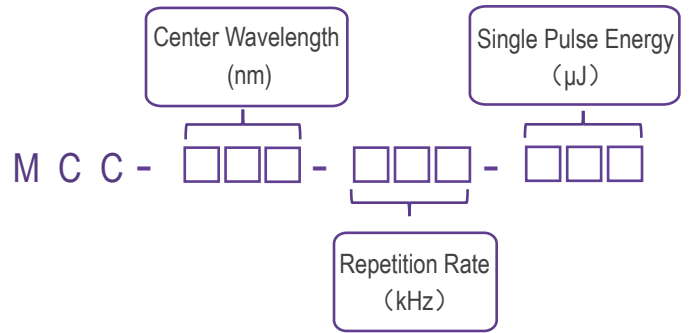 Center Wavelength
(nm)
Single Pulse Energy
（μJ）
M C C - □□□ - □□□ - □□□
Repetition Rate
（kHz）